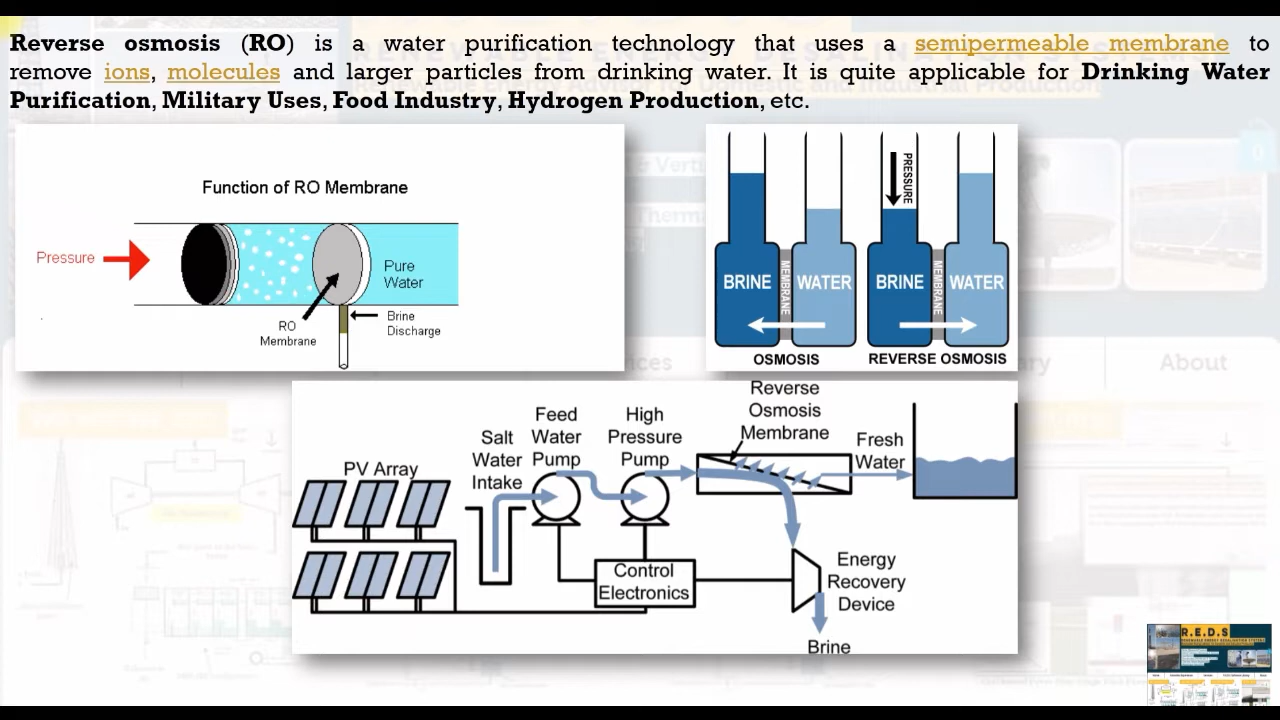 Reverse osmosis (RO) is a water purification technology that uses a semipermeable membrane to
remove ions, molecules and larger particles from drinking water. It is quite applicable for Drinking Water
Purification, Military Uses, Food Industry, Hydrogen Production, etc.
Function of RO Membrane
Pressure
Pure
Water
RO
Membrane
Brine
Discharge
PRESSURE
BRINE
MEMBRANE
WATER
BRINE
MEMBRANE
WATER
OSMOSIS
REVERSE OSMOSIS
Reverse
Osmosis
Membrane
Feed
Water
Pump
High
Pressure
Pump
Salt
Water
Intake
Fresh
Water
PV Array
Control
Electronics
Energy
Recovery
Device
Brine
About
R.E.D.S